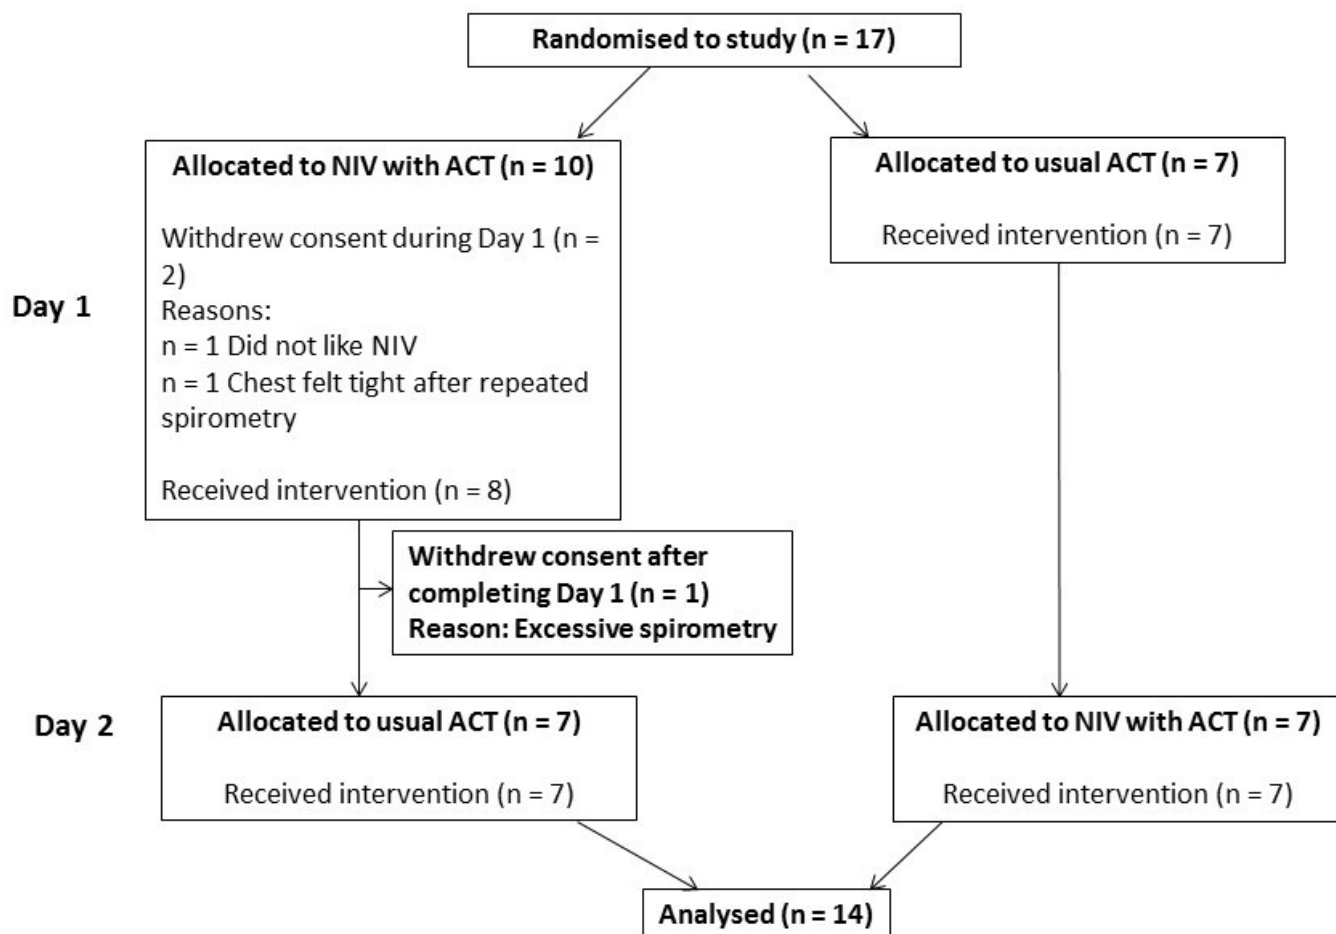 Randomised to study (n = 17)
Allocated to NIV with ACT (n = 10)
Withdrew consent during Day 1 (n =
2)
Reasons:
n = 1 Did not like NIV
n = 1 Chest felt tight after repeated
spirometry
Received intervention (n = 8)
Allocated to usual ACT (n = 7)
Received intervention (n = 7)
Day 1
Withdrew consent after
completing Day 1 (n = 1)
Reason: Excessive spirometry
Day 2
Allocated to usual ACT (n = 7)
Received intervention (n = 7)
Allocated to NIV with ACT (n = 7)
Received intervention (n = 7)
Analysed (n = 14)